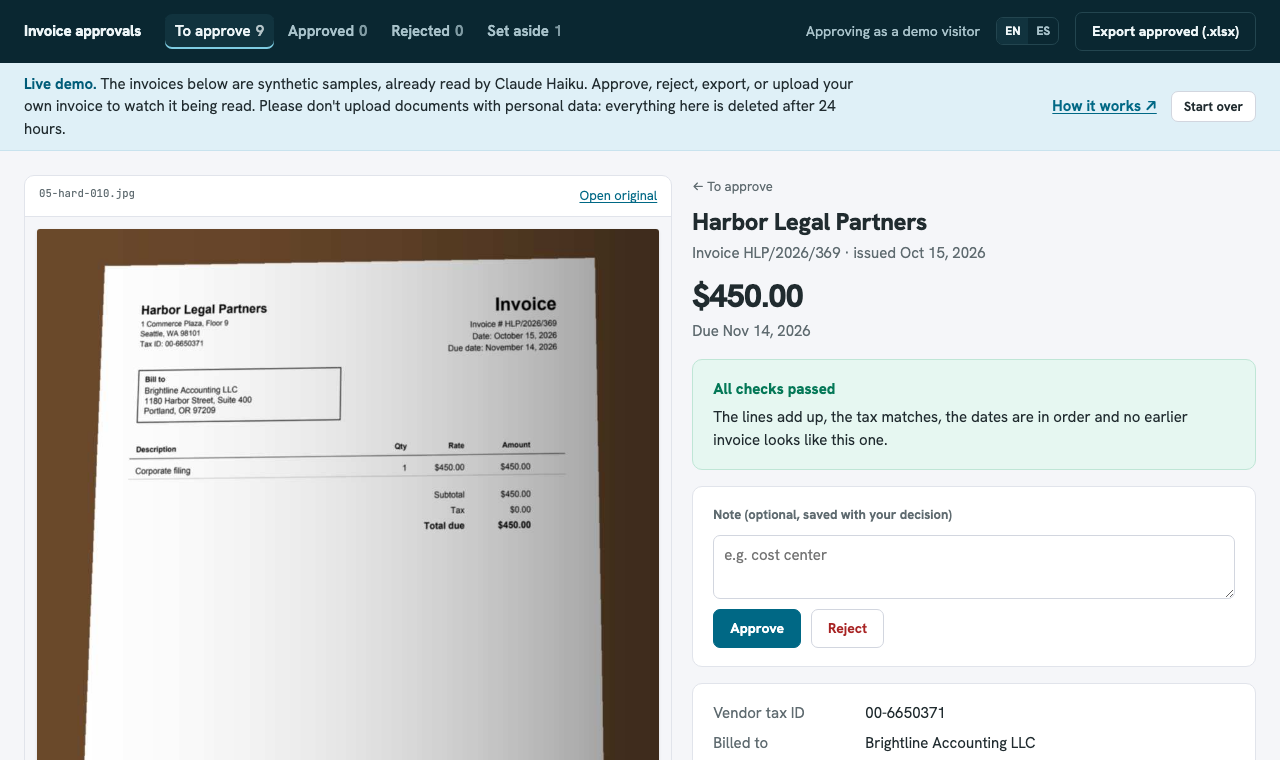 Invoice approvals
To approve 9
Approved 0
Rejected 0
Set aside 1
Approving as a demo visitor
EN ES
Export approved (.xlsx)
Live demo. The invoices below are synthetic samples, already read by Claude Haiku. Approve, reject, export, or upload your
own invoice to watch it being read. Please don't upload documents with personal data: everything here is deleted after 24
hours.
How it works ↗
Start over
05-hard-010.jpg
Open original
Harbor Legal Partners
1 Commerce Plaza, Floor 9
Seattle, WA 98101
Tax ID: 00-6650371
Invoice
Invoice # HLP/2026/369
Date: October 15, 2026
Due date: November 14, 2026
Bill to
Brightline Accounting LLC
1180 Harbor Street, Suite 400
Portland, OR 97209
Description Qty Rate Amount
Corporate filing 1 $450.00 $450.00
Subtotal $450.00
Tax $0.00
Total due $450.00
← To approve
Harbor Legal Partners
Invoice HLP/2026/369 · issued Oct 15, 2026
$450.00
Due Nov 14, 2026
All checks passed
The lines add up, the tax matches, the dates are in order and no earlier
invoice looks like this one.
Note (optional, saved with your decision)
e.g. cost center
Approve
Reject
Vendor tax ID 00-6650371
Billed to Brightline Accounting LLC